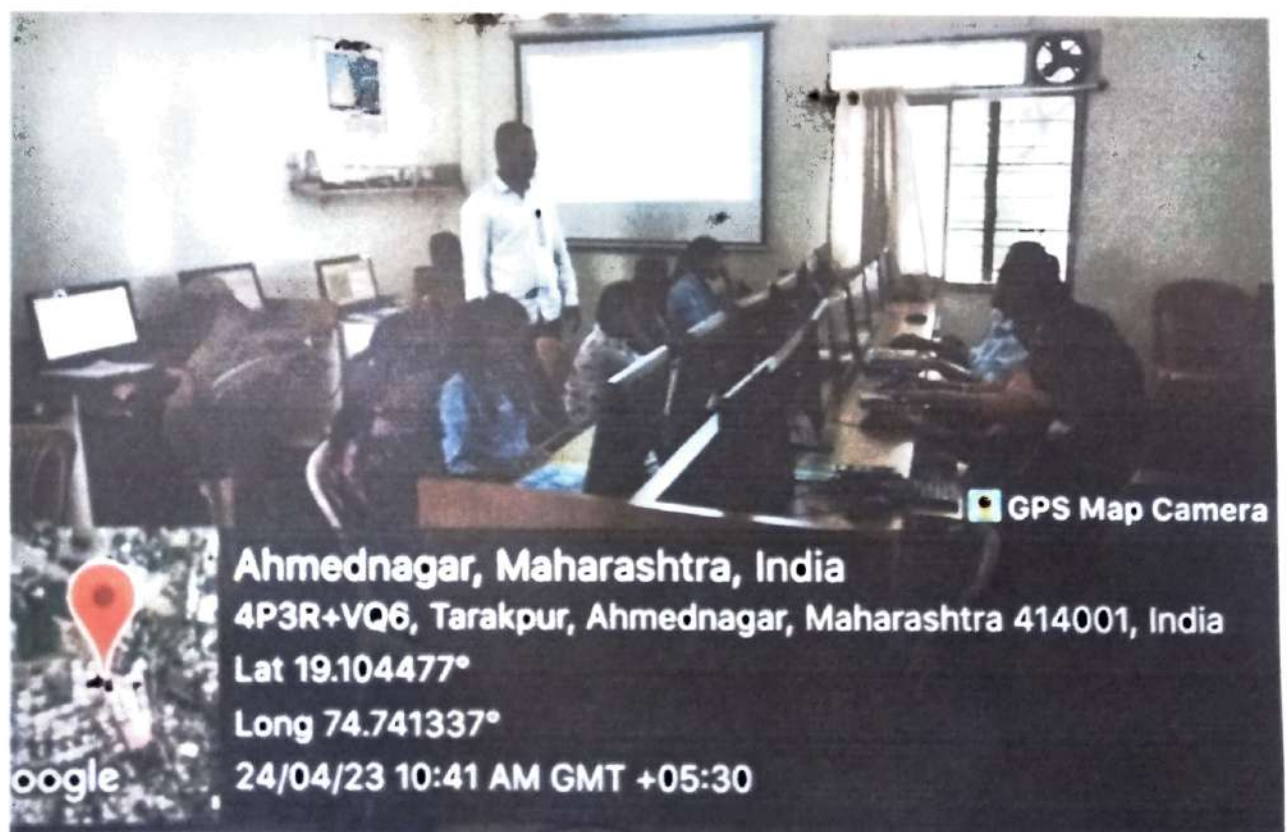 GPS Map Camera
Ahmednagar, Maharashtra, India
4P3R+VQ6, Tarakpur, Ahmednagar, Maharashtra 414001, India
Lat 19.104477°
Long 74.741337°
24/04/23 10:41 AM GMT +05:30
oogle